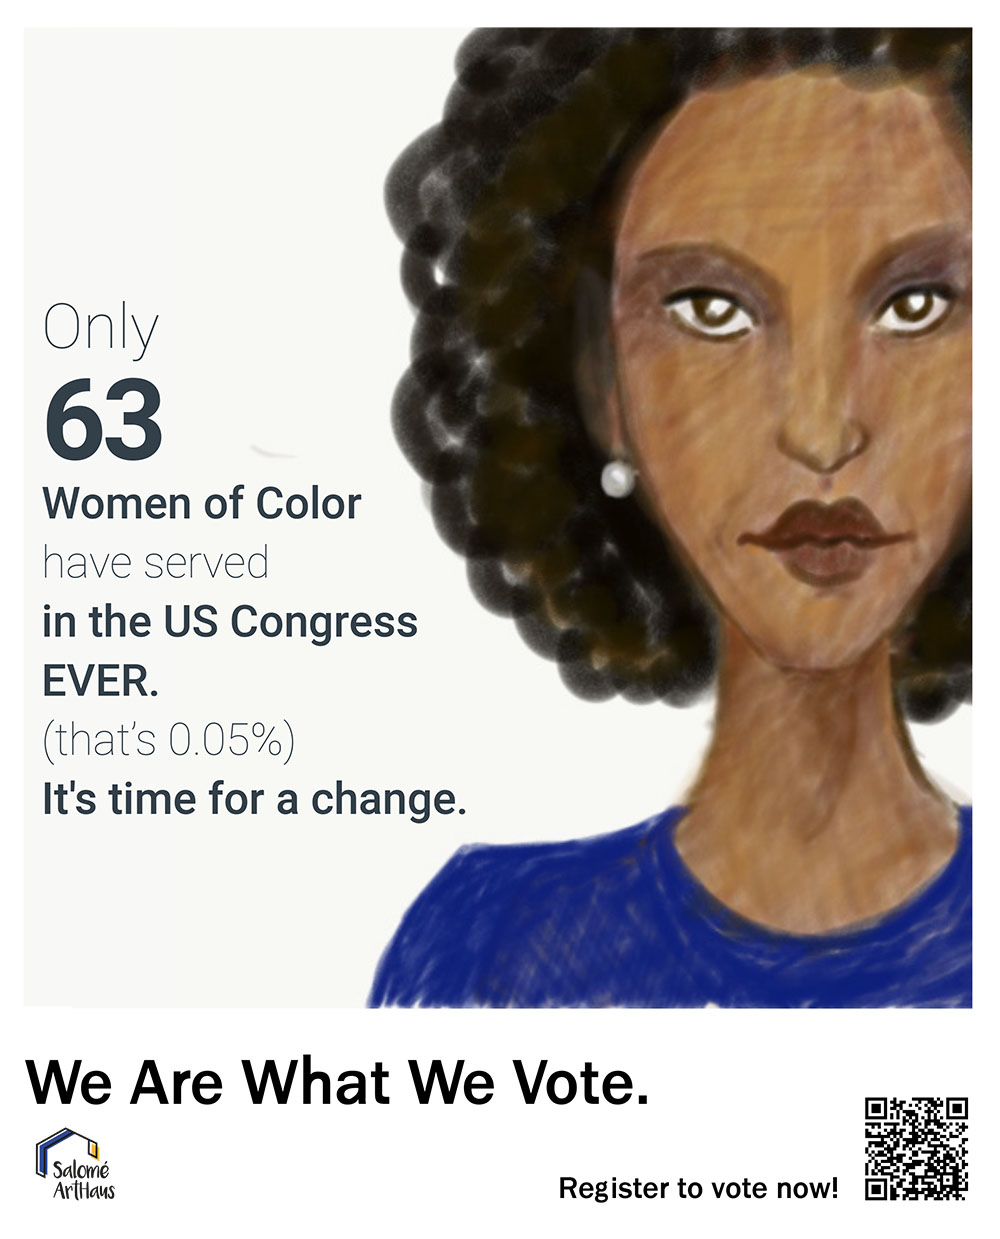 Only
63
Women of Color
have served
in the US Congress
EVER.
(that's 0.05%)
It's time for a change.
We Are What We Vote.
Salomé
ArtHaus
Register to vote now!